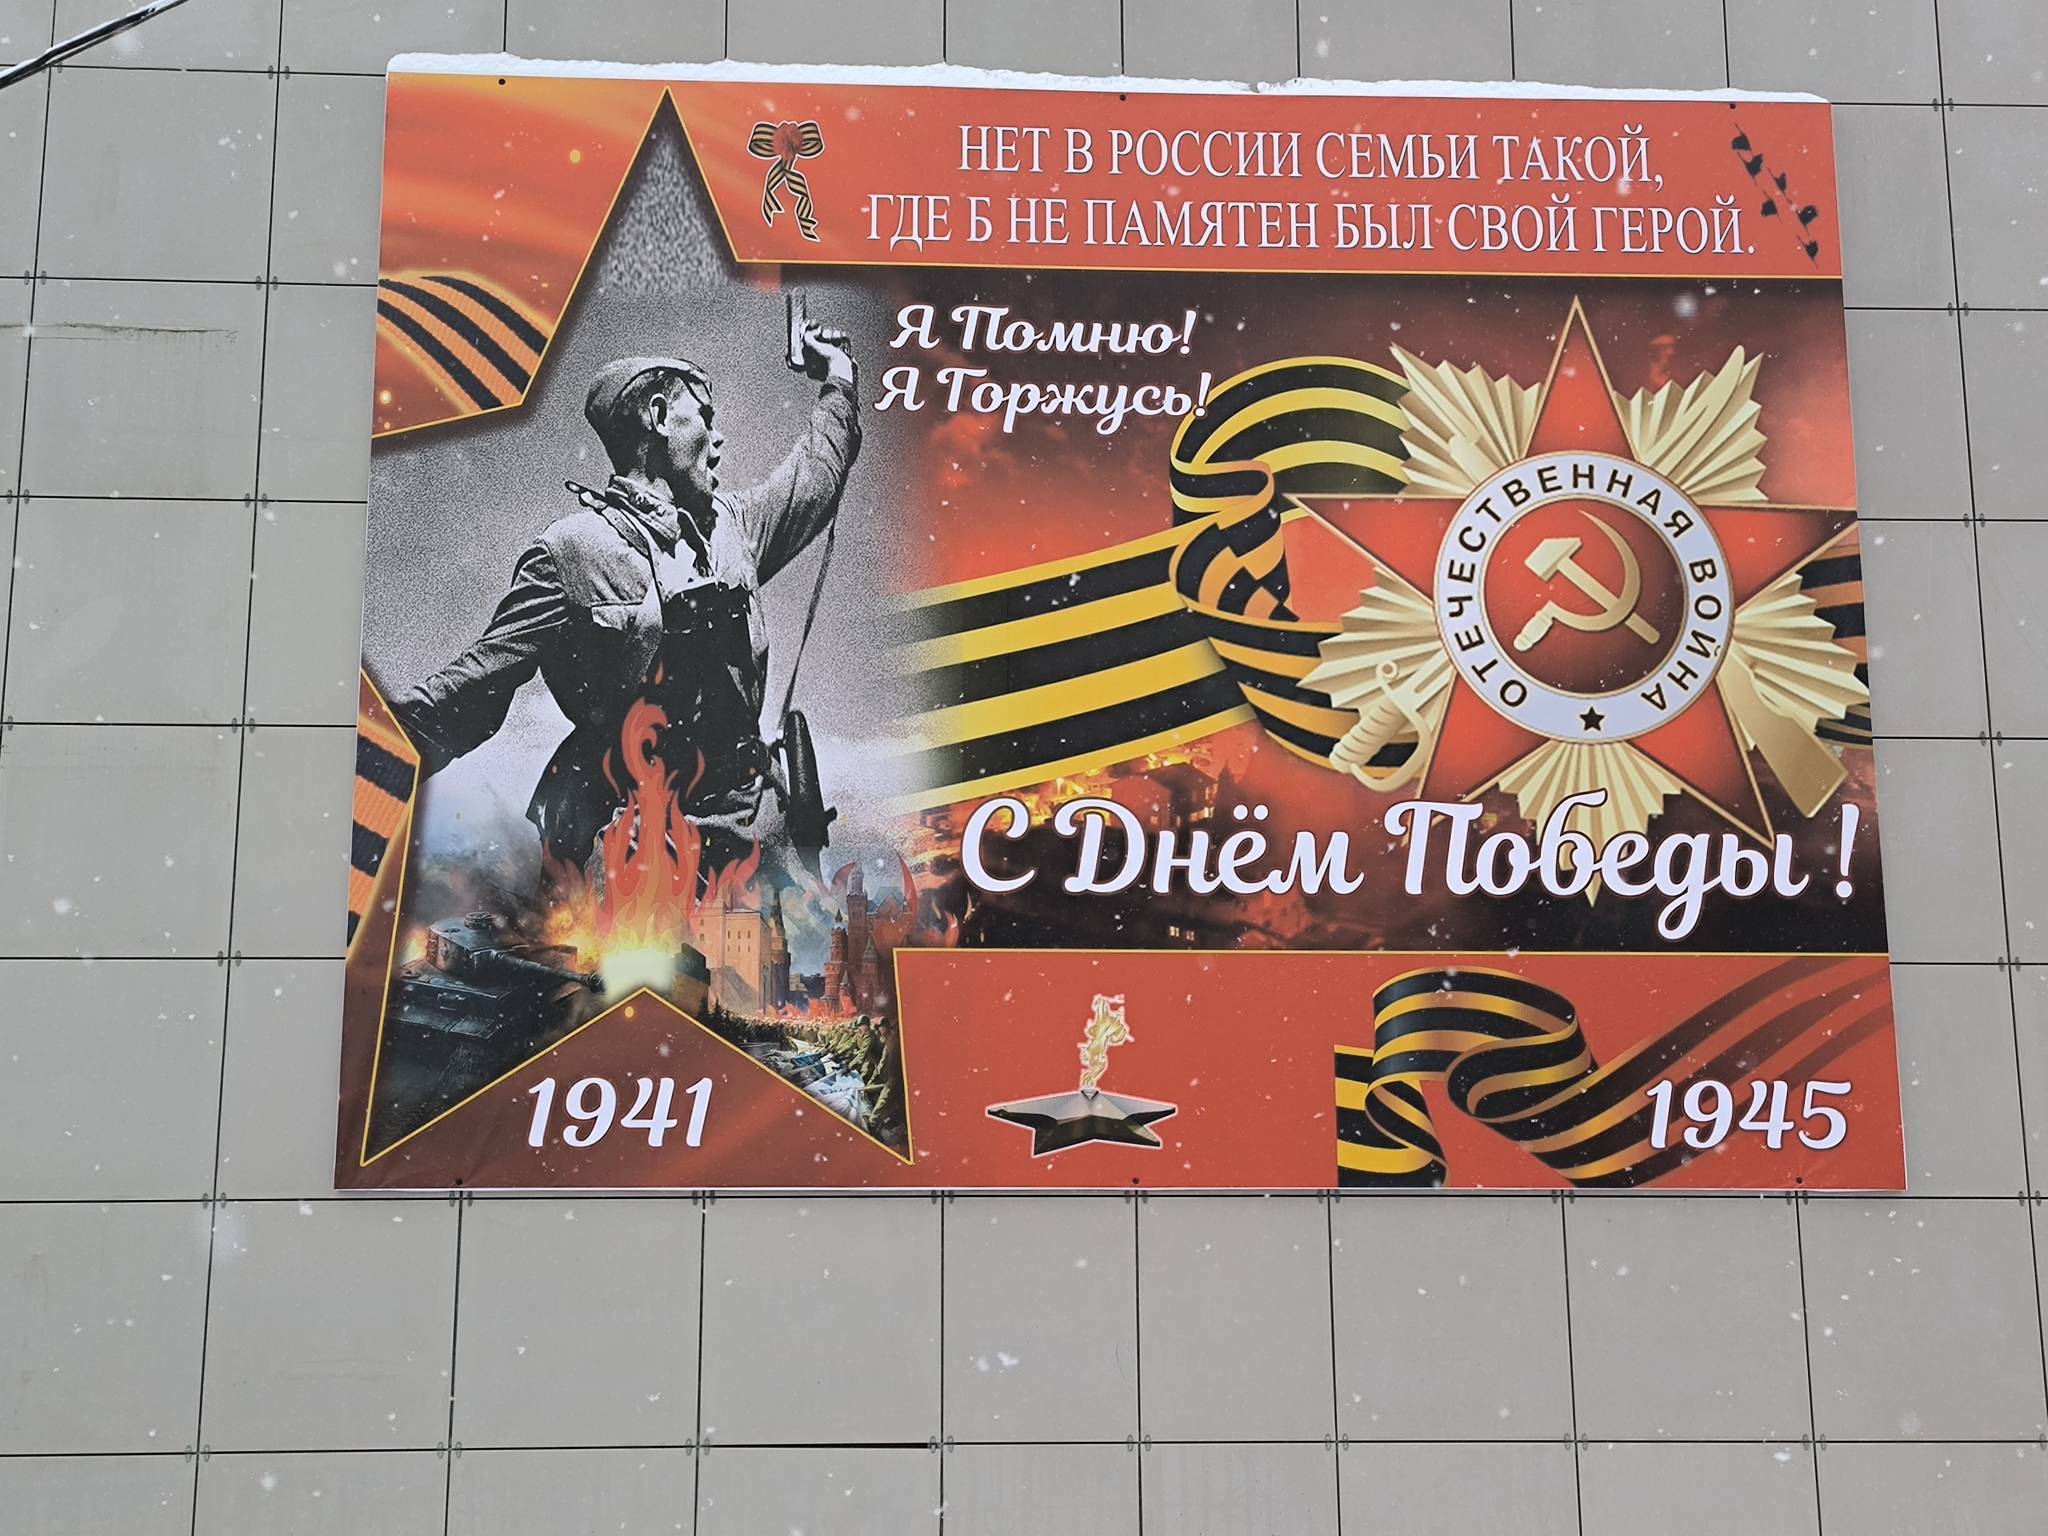 НЕТ В РОССИИ СЕМЬИ ТАКОЙ,
ГДЕ Б НЕ ПАМЯТЕН БЫЛ СВОЙ ГЕРОЙ.
Я Помню!
Я Горжусь!
ОТЕЧЕСТВЕННАЯ ВОЙНА
С Днём Победы !
1941
1945